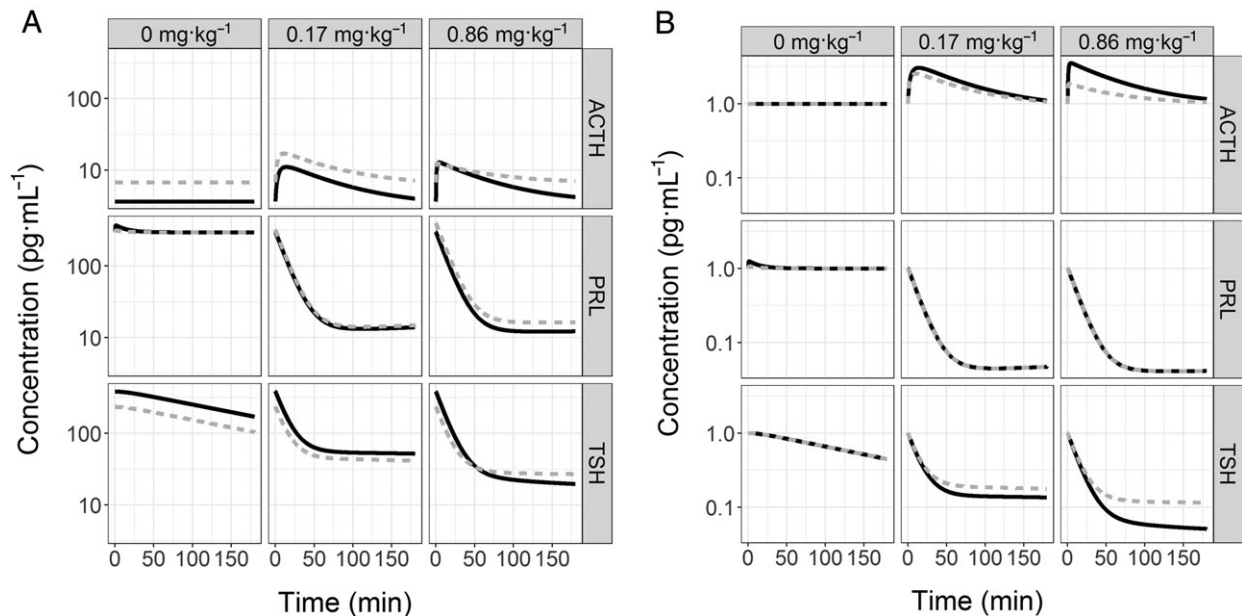 A
B
0 mg·kg⁻¹ 0.17 mg·kg⁻¹ 0.86 mg·kg⁻¹
ACTH
100
10
PRL
100
10
TSH
100
10
Concentration (pg·mL⁻¹)
0 50 100 150 0 50 100 150 0 50 100 150
Time (min)
0 mg·kg⁻¹ 0.17 mg·kg⁻¹ 0.86 mg·kg⁻¹
ACTH
1.0
0.1
PRL
1.0
0.1
TSH
1.0
0.1
Concentration (pg·mL⁻¹)
0 50 100 150 0 50 100 150 0 50 100 150
Time (min)